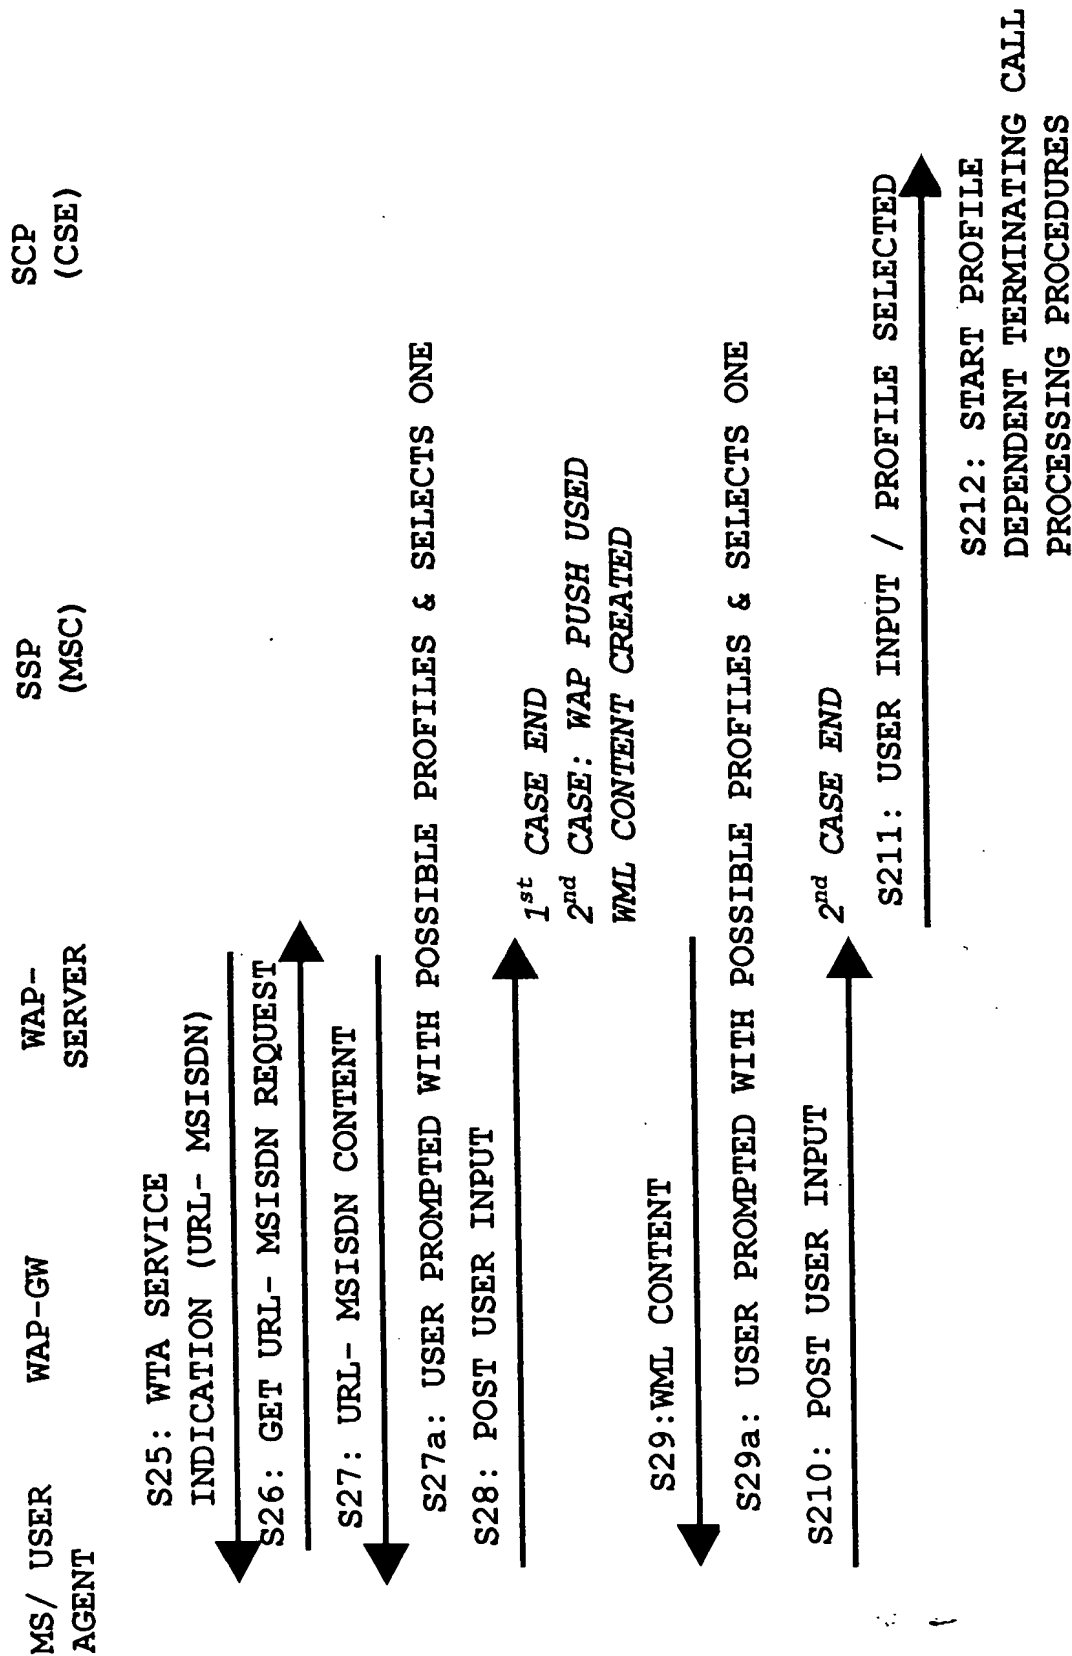 MS/ USER
AGENT
WAP-GW
WAP-
SERVER
SSP
(MSC)
SCP
(CSE)
S25: WTA SERVICE
INDICATION (URL- MSISDN)
S26: GET URL- MSISDN REQUEST
S27: URL- MSISDN CONTENT
S27a: USER PROMPTED WITH POSSIBLE PROFILES & SELECTS ONE
S28: POST USER INPUT
1st CASE END
2nd CASE: WAP PUSH USED
WML CONTENT CREATED
S29:WML CONTENT
S29a: USER PROMPTED WITH POSSIBLE PROFILES & SELECTS ONE
S210: POST USER INPUT
2nd CASE END
S211: USER INPUT / PROFILE SELECTED
S212: START PROFILE
DEPENDENT TERMINATING CALL
PROCESSING PROCEDURES